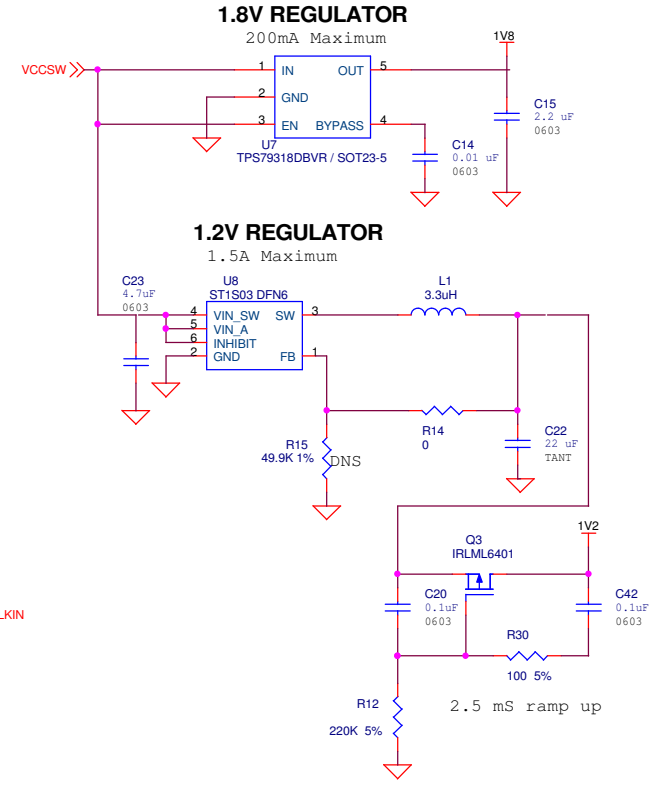 1.8V REGULATOR
200mA Maximum
1V8
VCCSW
1 IN OUT 5
2 GND
3 EN BYPASS 4
U7
TPS79318DBVR / SOT23-5
C15
2.2 uF
0603
C14
0.01 uF
0603
1.2V REGULATOR
1.5A Maximum
C23
4.7uF
0603
U8
ST1S03 DFN6
4 VIN_SW SW 3
5 VIN_A
6 INHIBIT
2 GND FB 1
L1
3.3uH
R14
0
R15
49.9K 1%
DNS
C22
22 uF
TANT
1V2
Q3
IRLML6401
C20
0.1uF
0603
C42
0.1uF
0603
LKIN
R30
100 5%
R12
220K 5%
2.5 mS ramp up